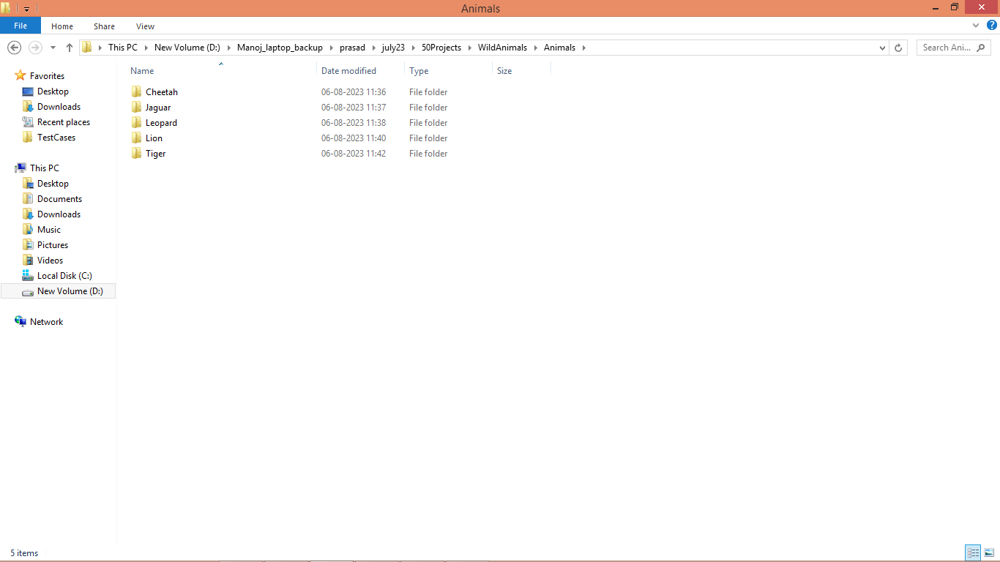 Animals
File Home Share View
This PC New Volume (D:) Manoj_laptop_backup prasad july23 50Projects WildAnimals Animals Search Ani...
Favorites
Desktop
Downloads
Recent places
TestCases
This PC
Desktop
Documents
Downloads
Music
Pictures
Videos
Local Disk (C:)
New Volume (D:)
Network
Name Date modified Type Size
Cheetah 06-08-2023 11:36 File folder
Jaguar 06-08-2023 11:37 File folder
Leopard 06-08-2023 11:38 File folder
Lion 06-08-2023 11:40 File folder
Tiger 06-08-2023 11:42 File folder
5 items